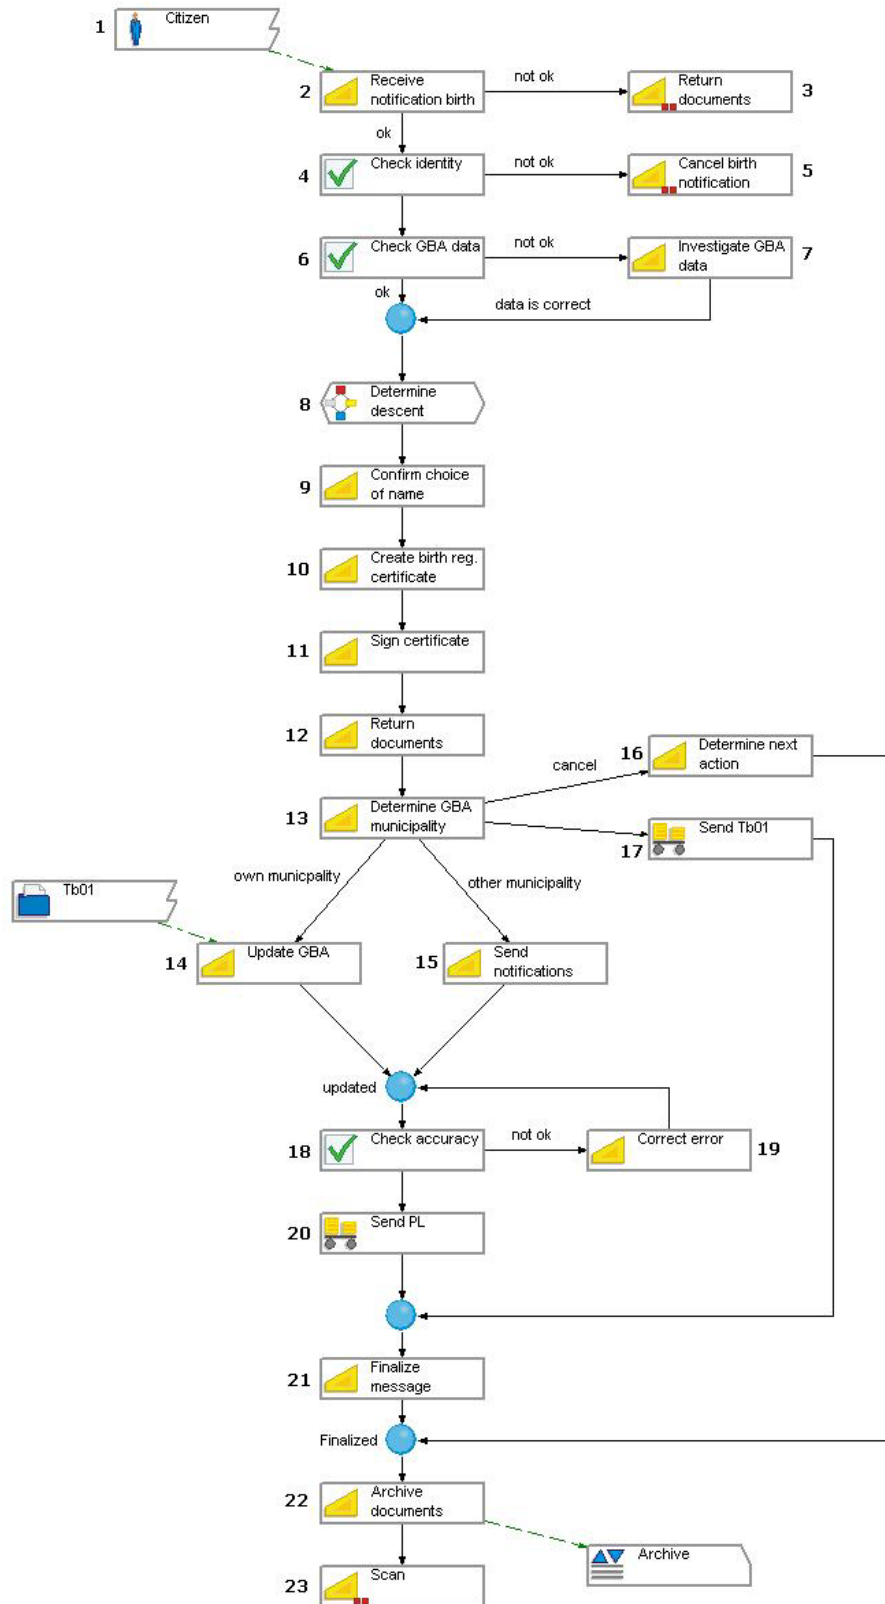 1
Citizen
2
Receive
notification birth
not ok
Return
documents
3
ok
4
Check identity
not ok
Cancel birth
notification
5
6
Check GBA data
not ok
Investigate GBA
data
7
ok
data is correct
8
Determine
descent
9
Confirm choice
of name
10
Create birth reg.
certificate
11
Sign certificate
12
Return
documents
cancel
16
Determine next
action
13
Determine GBA
municipality
17
Send Tb01
own municpality
other municipality
Tb01
14
Update GBA
15
Send
notifications
updated
18
Check accuracy
not ok
Correct error
19
20
Send PL
21
Finalize
message
Finalized
22
Archive
documents
Archive
23
Scan